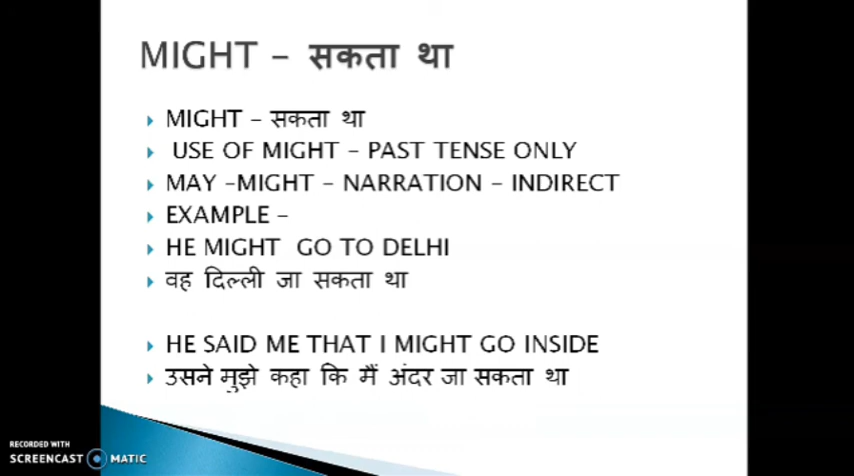 MIGHT – सकता था
MIGHT – सकता था
USE OF MIGHT – PAST TENSE ONLY
MAY –MIGHT – NARRATION – INDIRECT
EXAMPLE –
HE MIGHT GO TO DELHI
वह दिल्ली जा सकता था
HE SAID ME THAT I MIGHT GO INSIDE
उसने मुझे कहा कि मैं अंदर जा सकता था
RECORDED WITH
SCREENCAST MATIC